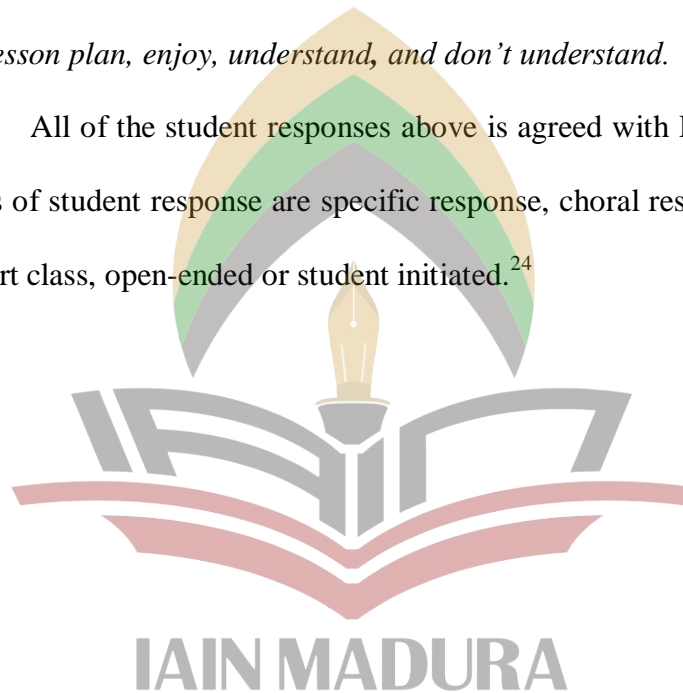 esson plan, enjoy, understand, and don’t understand.
All of the student responses above is agreed with
s of student response are specific response, choral res
rt class, open-ended or student initiated.24
IAIN
IAIN MADURA